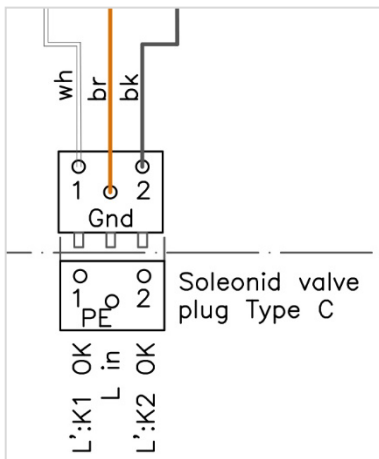 wh
br
bk
1
2
Gnd
1
2
PE
Soleonid valve
plug Type C
L':K1 OK
L in
L':K2 OK